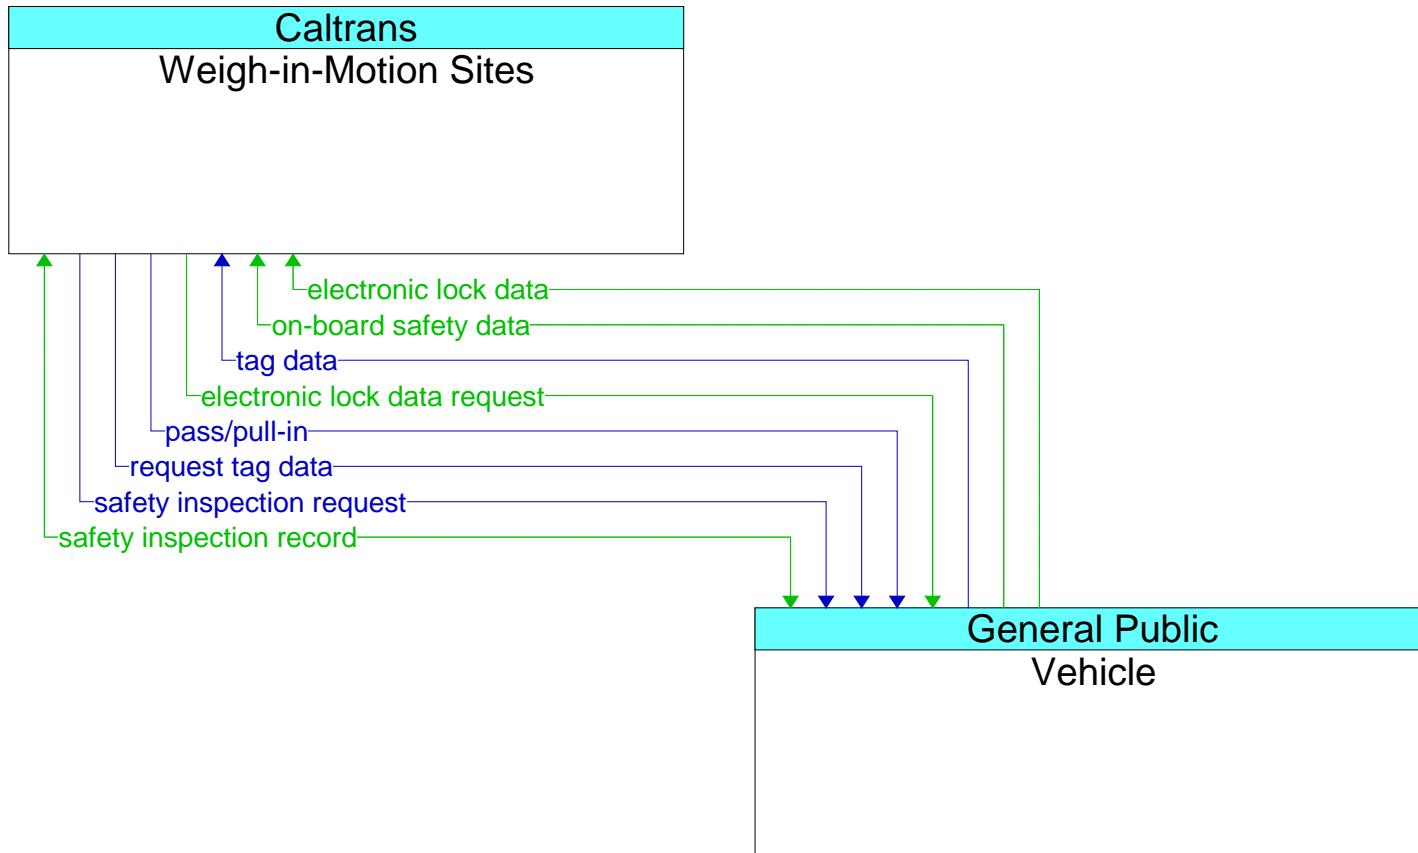 Caltrans
Weigh-in-Motion Sites
electronic lock data
on-board safety data
tag data
electronic lock data request
pass/pull-in
request tag data
safety inspection request
safety inspection record
General Public
Vehicle